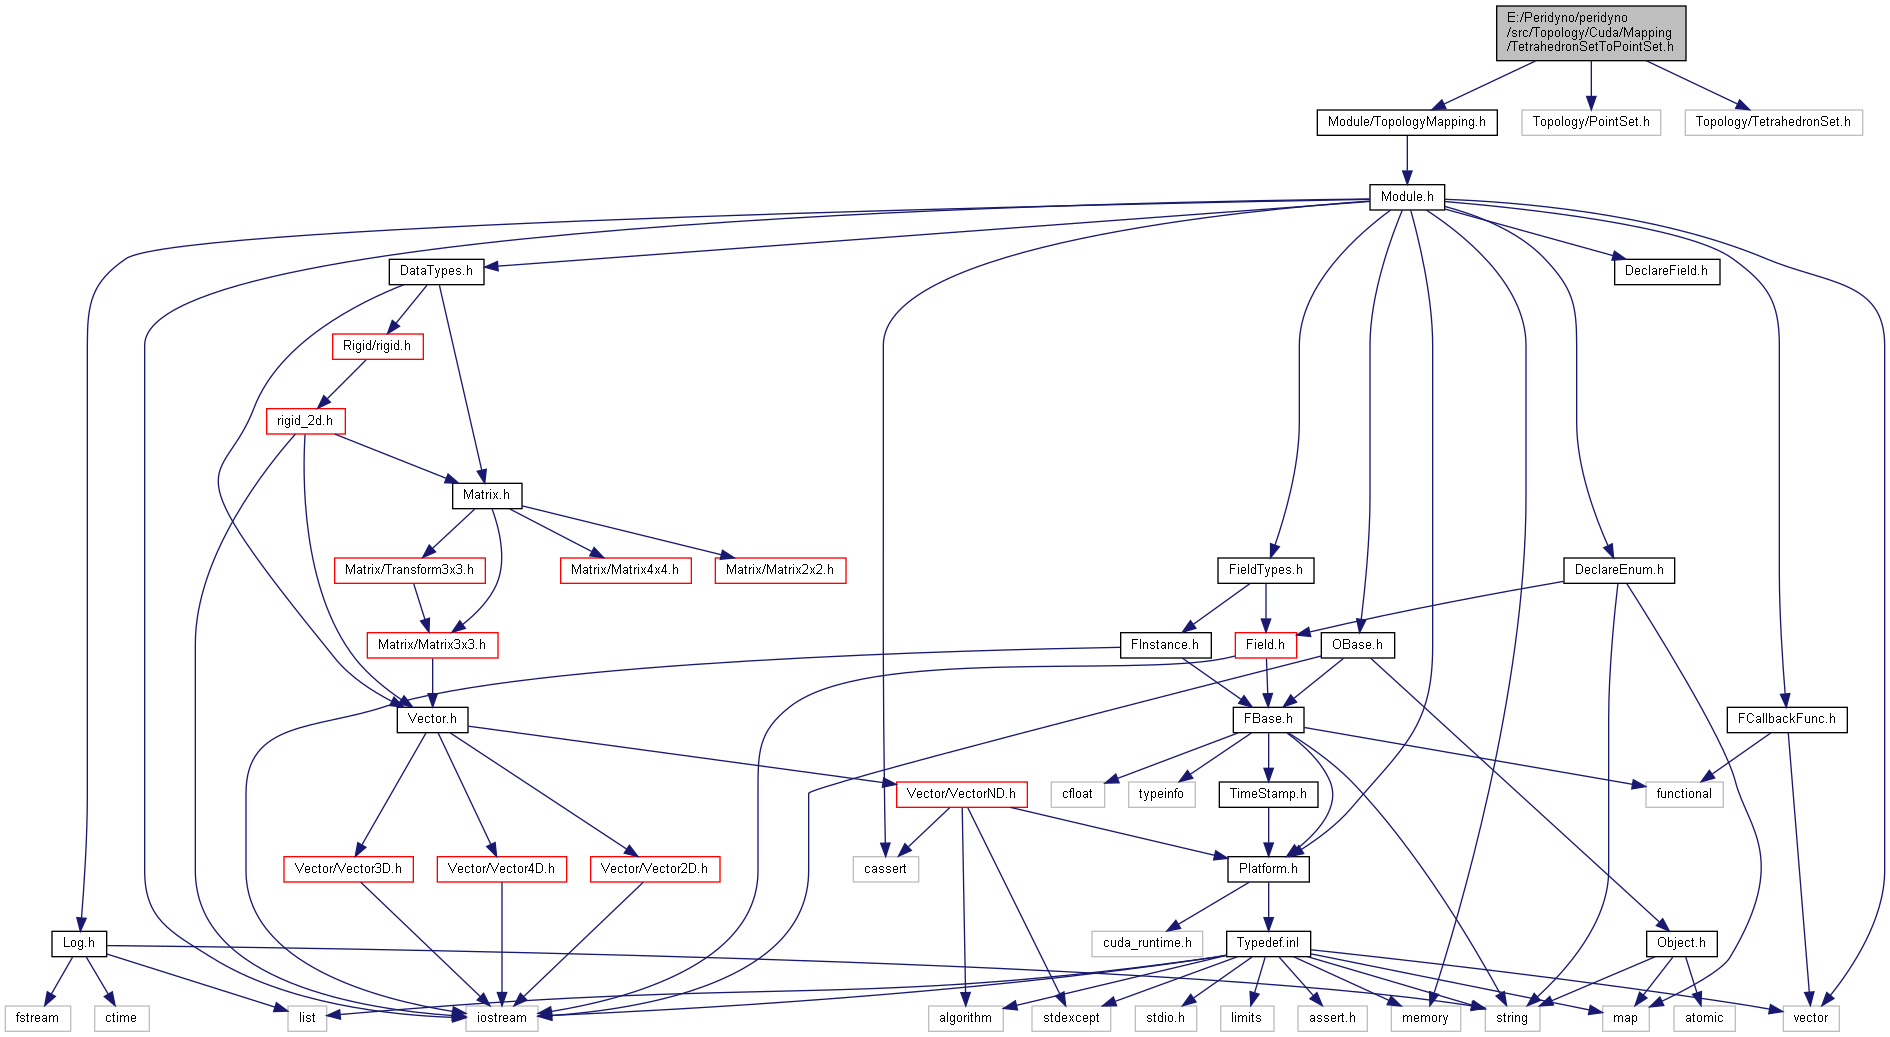 E:/Peridyno/peridyno
/src/Topology/Cuda/Mapping
/TetrahedronSetToPointSet.h
Module/TopologyMapping.h
Topology/PointSet.h
Topology/TetrahedronSet.h
Module.h
DataTypes.h
DeclareField.h
Rigid/rigid.h
rigid_2d.h
Matrix.h
Matrix/Transform3x3.h
Matrix/Matrix4x4.h
Matrix/Matrix2x2.h
FieldTypes.h
DeclareEnum.h
Matrix/Matrix3x3.h
FInstance.h
Field.h
OBase.h
Vector.h
FBase.h
FCallbackFunc.h
Vector/VectorND.h
cfloat
typeinfo
TimeStamp.h
functional
Vector/Vector3D.h
Vector/Vector4D.h
Vector/Vector2D.h
cassert
Platform.h
Log.h
cuda_runtime.h
Typedef.inl
Object.h
fstream
ctime
list
iostream
algorithm
stdexcept
stdio.h
limits
assert.h
memory
string
map
atomic
vector